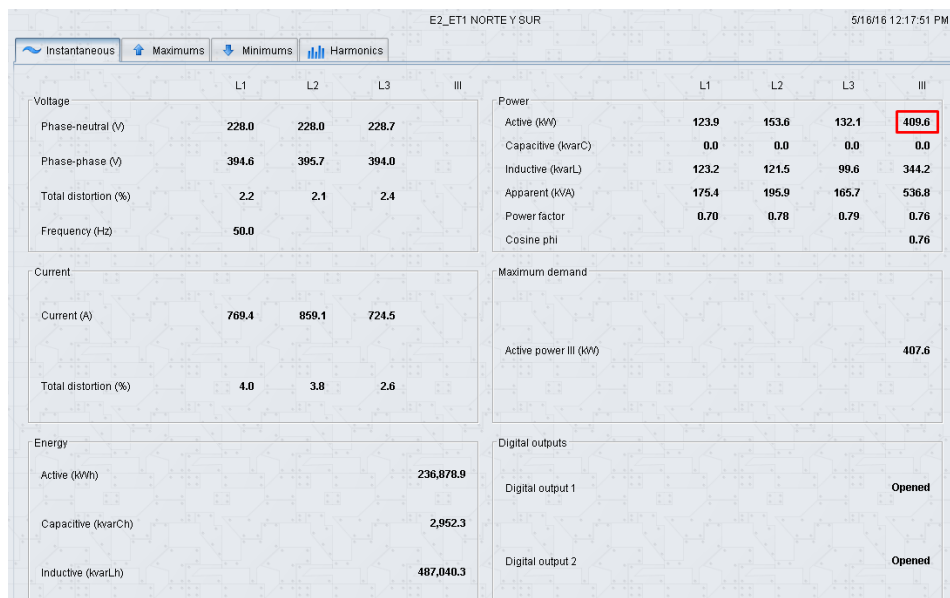 E2_ET1 NORTE Y SUR 5/16/16 12:17:51 PM
Instantaneous Maximums Minimums Harmonics
L1 L2 L3 III
Voltage
Phase-neutral (V) 228.0 228.0 228.7
Phase-phase (V) 394.6 395.7 394.0
Total distortion (%) 2.2 2.1 2.4
Frequency (Hz) 50.0
L1 L2 L3 III
Power
Active (kW) 123.9 153.6 132.1 409.6
Capacitive (kvarC) 0.0 0.0 0.0 0.0
Inductive (kvarL) 123.2 121.5 99.6 344.2
Apparent (kVA) 175.4 195.9 165.7 536.8
Power factor 0.70 0.78 0.79 0.76
Cosine phi 0.76
Current
Current (A) 769.4 859.1 724.5
Total distortion (%) 4.0 3.8 2.6
Maximum demand
Active power III (kW) 407.6
Energy
Active (kWh) 236,878.9
Capacitive (kvarCh) 2,952.3
Inductive (kvarLh) 487,040.3
Digital outputs
Digital output 1 Opened
Digital output 2 Opened